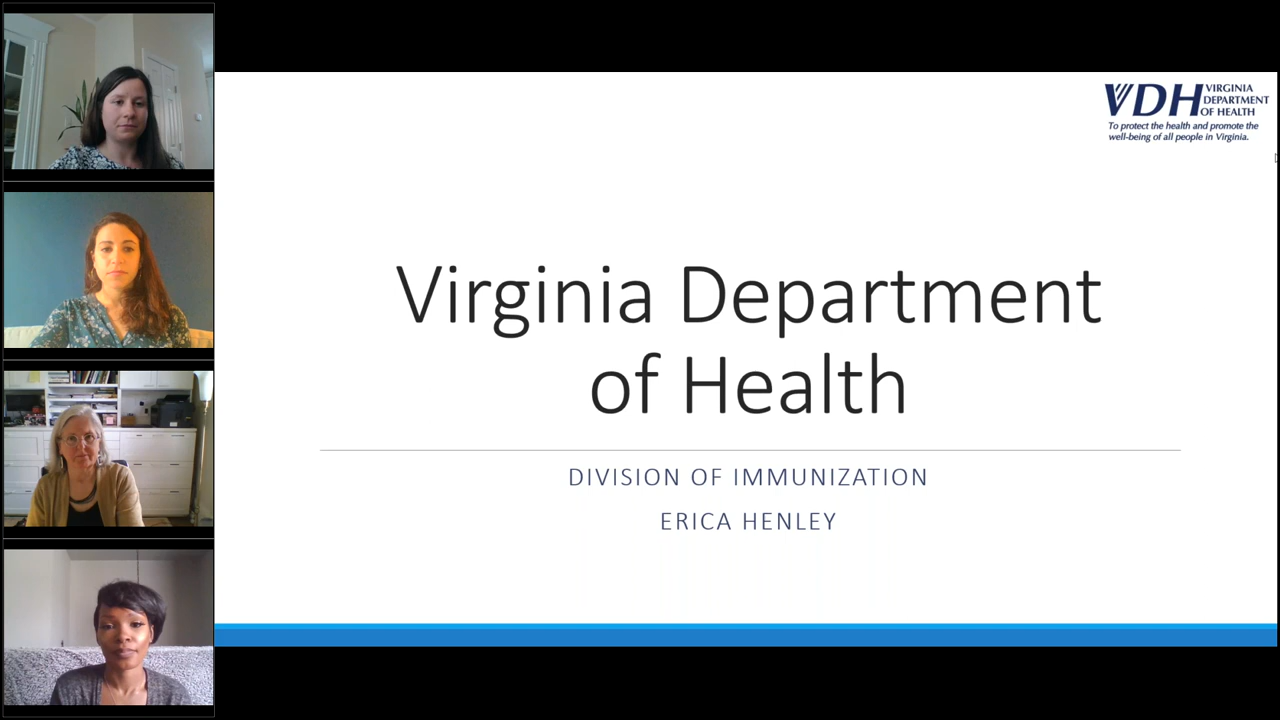 VDH VIRGINIA
DEPARTMENT
OF HEALTH
To protect the health and promote the
well-being of all people in Virginia.
Virginia Department
of Health
DIVISION OF IMMUNIZATION
ERICA HENLEY